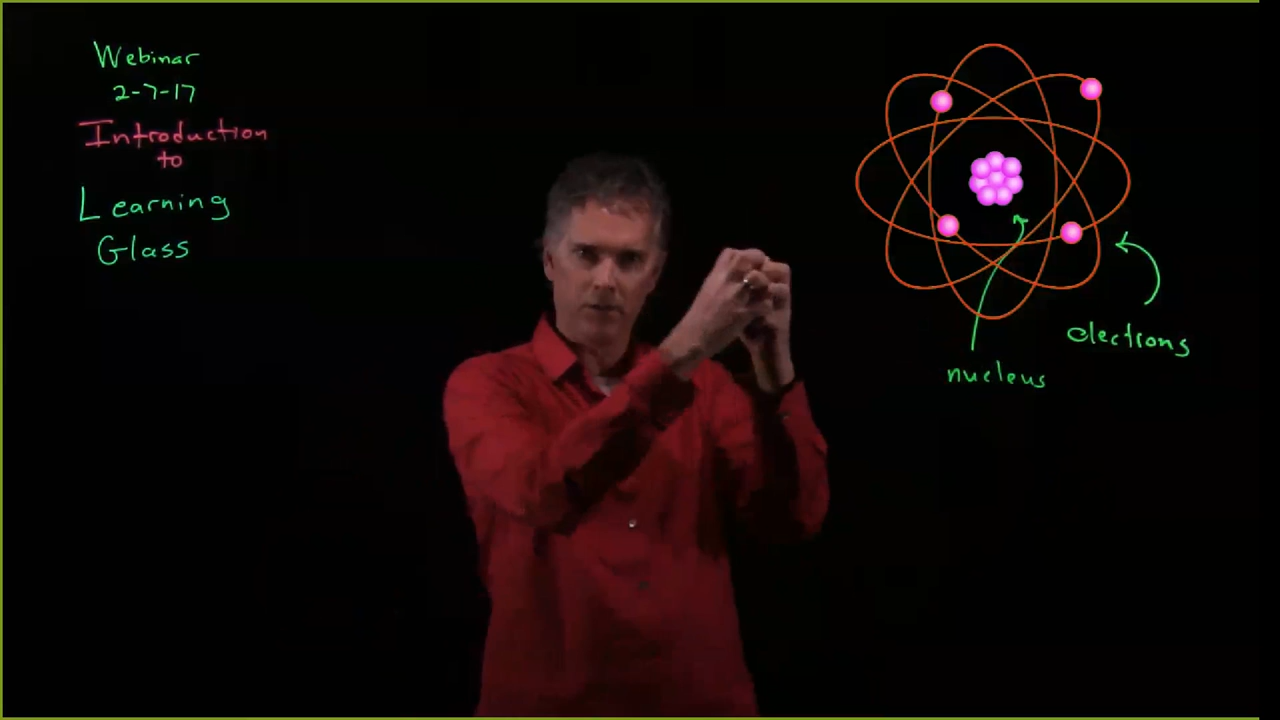 Webinar
2-7-17
Introduction
to
Learning
Glass
electrons
nucleus